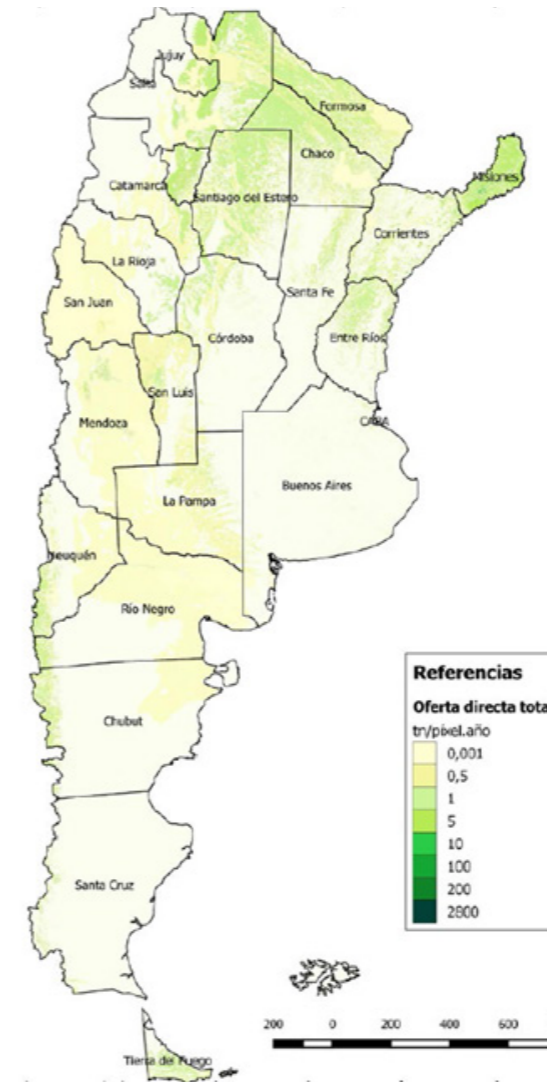 Jujuy
Salta
Formosa
Chaco
Misiones
Catamarca
Santiago del Estero
Corrientes
La Rioja
Santa Fe
San Juan
Córdoba
Entre Ríos
San Luis
Mendoza
CABA
Buenos Aires
La Pampa
Neuquén
Río Negro
Referencias
Oferta directa tota
tn/pixel.año
0,001
0,5
1
5
10
100
200
2800
Chubut
Santa Cruz
200 0 200 400 600
Tierra del Fuego